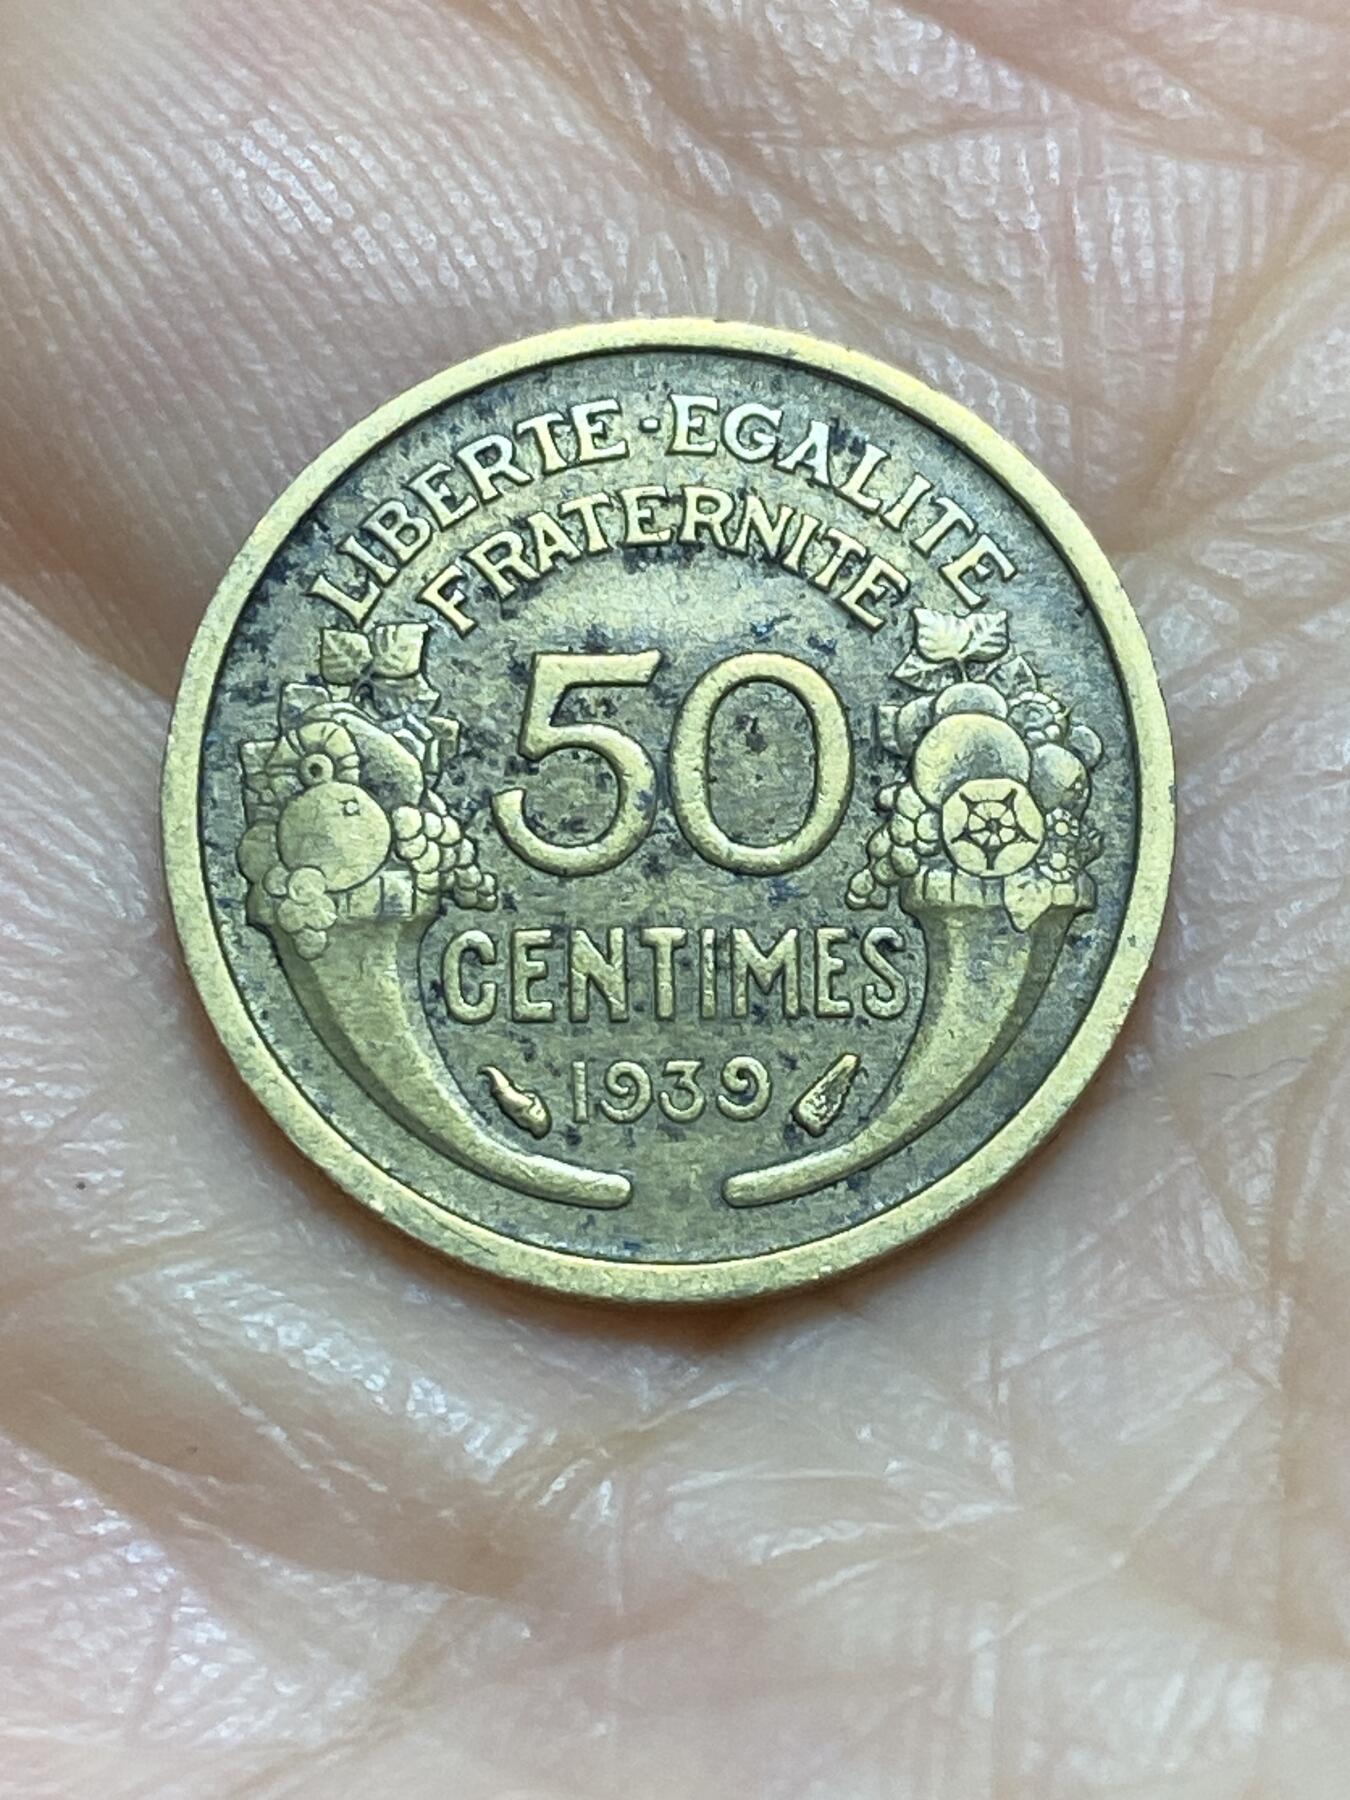 LIBERTE·EGALITE
FRATERNITE
50
CENTIMES
1939